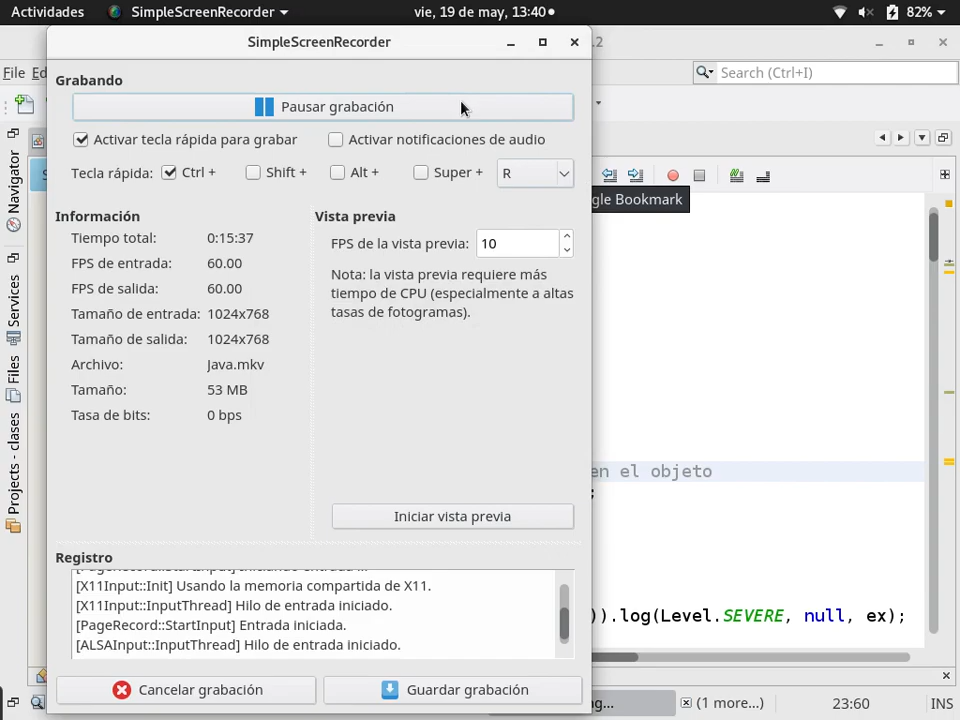 Actividades SimpleScreenRecorder vie, 19 de may, 13:40 82%
SimpleScreenRecorder
.2
File Ed
Search (Ctrl+I)
Grabando
Pausar grabación
Activar tecla rápida para grabar Activar notificaciones de audio
Tecla rápida: Ctrl + Shift + Alt + Super + R
gle Bookmark
Información
Tiempo total: 0:15:37
FPS de entrada: 60.00
FPS de salida: 60.00
Tamaño de entrada: 1024x768
Tamaño de salida: 1024x768
Archivo: Java.mkv
Tamaño: 53 MB
Tasa de bits: 0 bps
Vista previa
FPS de la vista previa: 10
Nota: la vista previa requiere más
tiempo de CPU (especialmente a altas
tasas de fotogramas).
Iniciar vista previa
Registro
[X11Input::Init] Usando la memoria compartida de X11.
[X11Input::InputThread] Hilo de entrada iniciado.
[PageRecord::StartInput] Entrada iniciada.
[ALSAInput::InputThread] Hilo de entrada iniciado.
Cancelar grabación Guardar grabación
Navigator
Services
Files
Projects - clases
S
en el objeto
;
)).log(Level.SEVERE, null, ex);
g... (1 more...) 23:60 INS